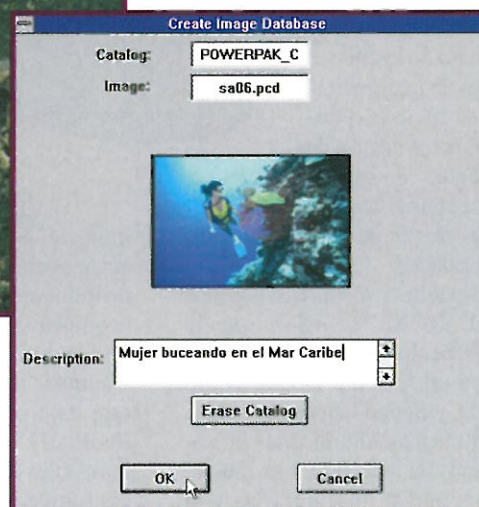 Create Image Database
Catalog: POWERPAK_C
Image: sa06.pcd
Description: Mujer buceando en el Mar Caribe
Erase Catalog
OK Cancel